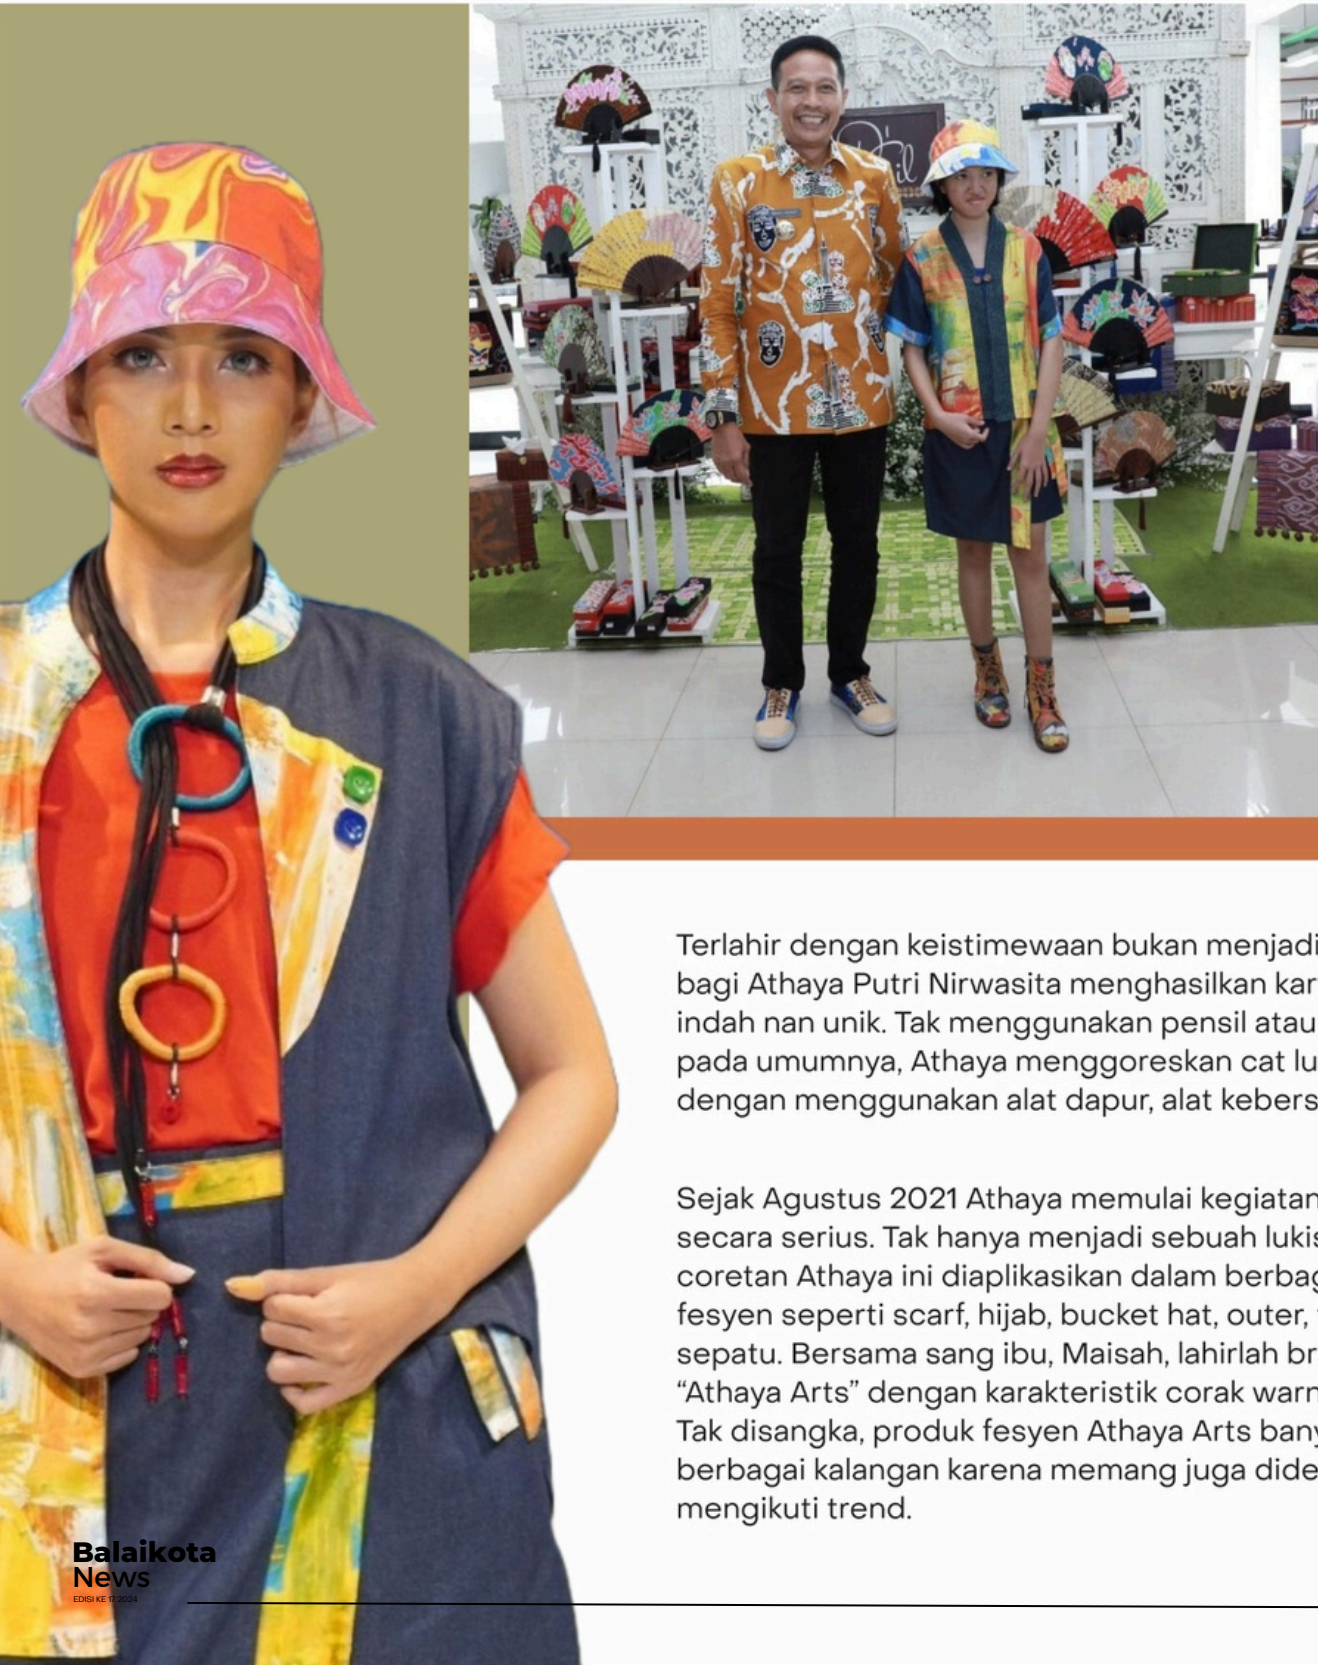 Terlahir dengan keistimewaan bukan menjadi
bagi Athaya Putri Nirwasita menghasilkan kar
indah nan unik. Tak menggunakan pensil atau
pada umumnya, Athaya menggoreskan cat lu
dengan menggunakan alat dapur, alat kebers
Sejak Agustus 2021 Athaya memulai kegiatan
secara serius. Tak hanya menjadi sebuah lukis
coretan Athaya ini diaplikasikan dalam berbag
fesyen seperti scarf, hijab, bucket hat, outer,
sepatu. Bersama sang ibu, Maisah, lahirlah br
“Athaya Arts” dengan karakteristik corak warn
Tak disangka, produk fesyen Athaya Arts bany
berbagai kalangan karena memang juga dide
mengikuti trend.
Balaikota
News
EDISI KE 17 2024